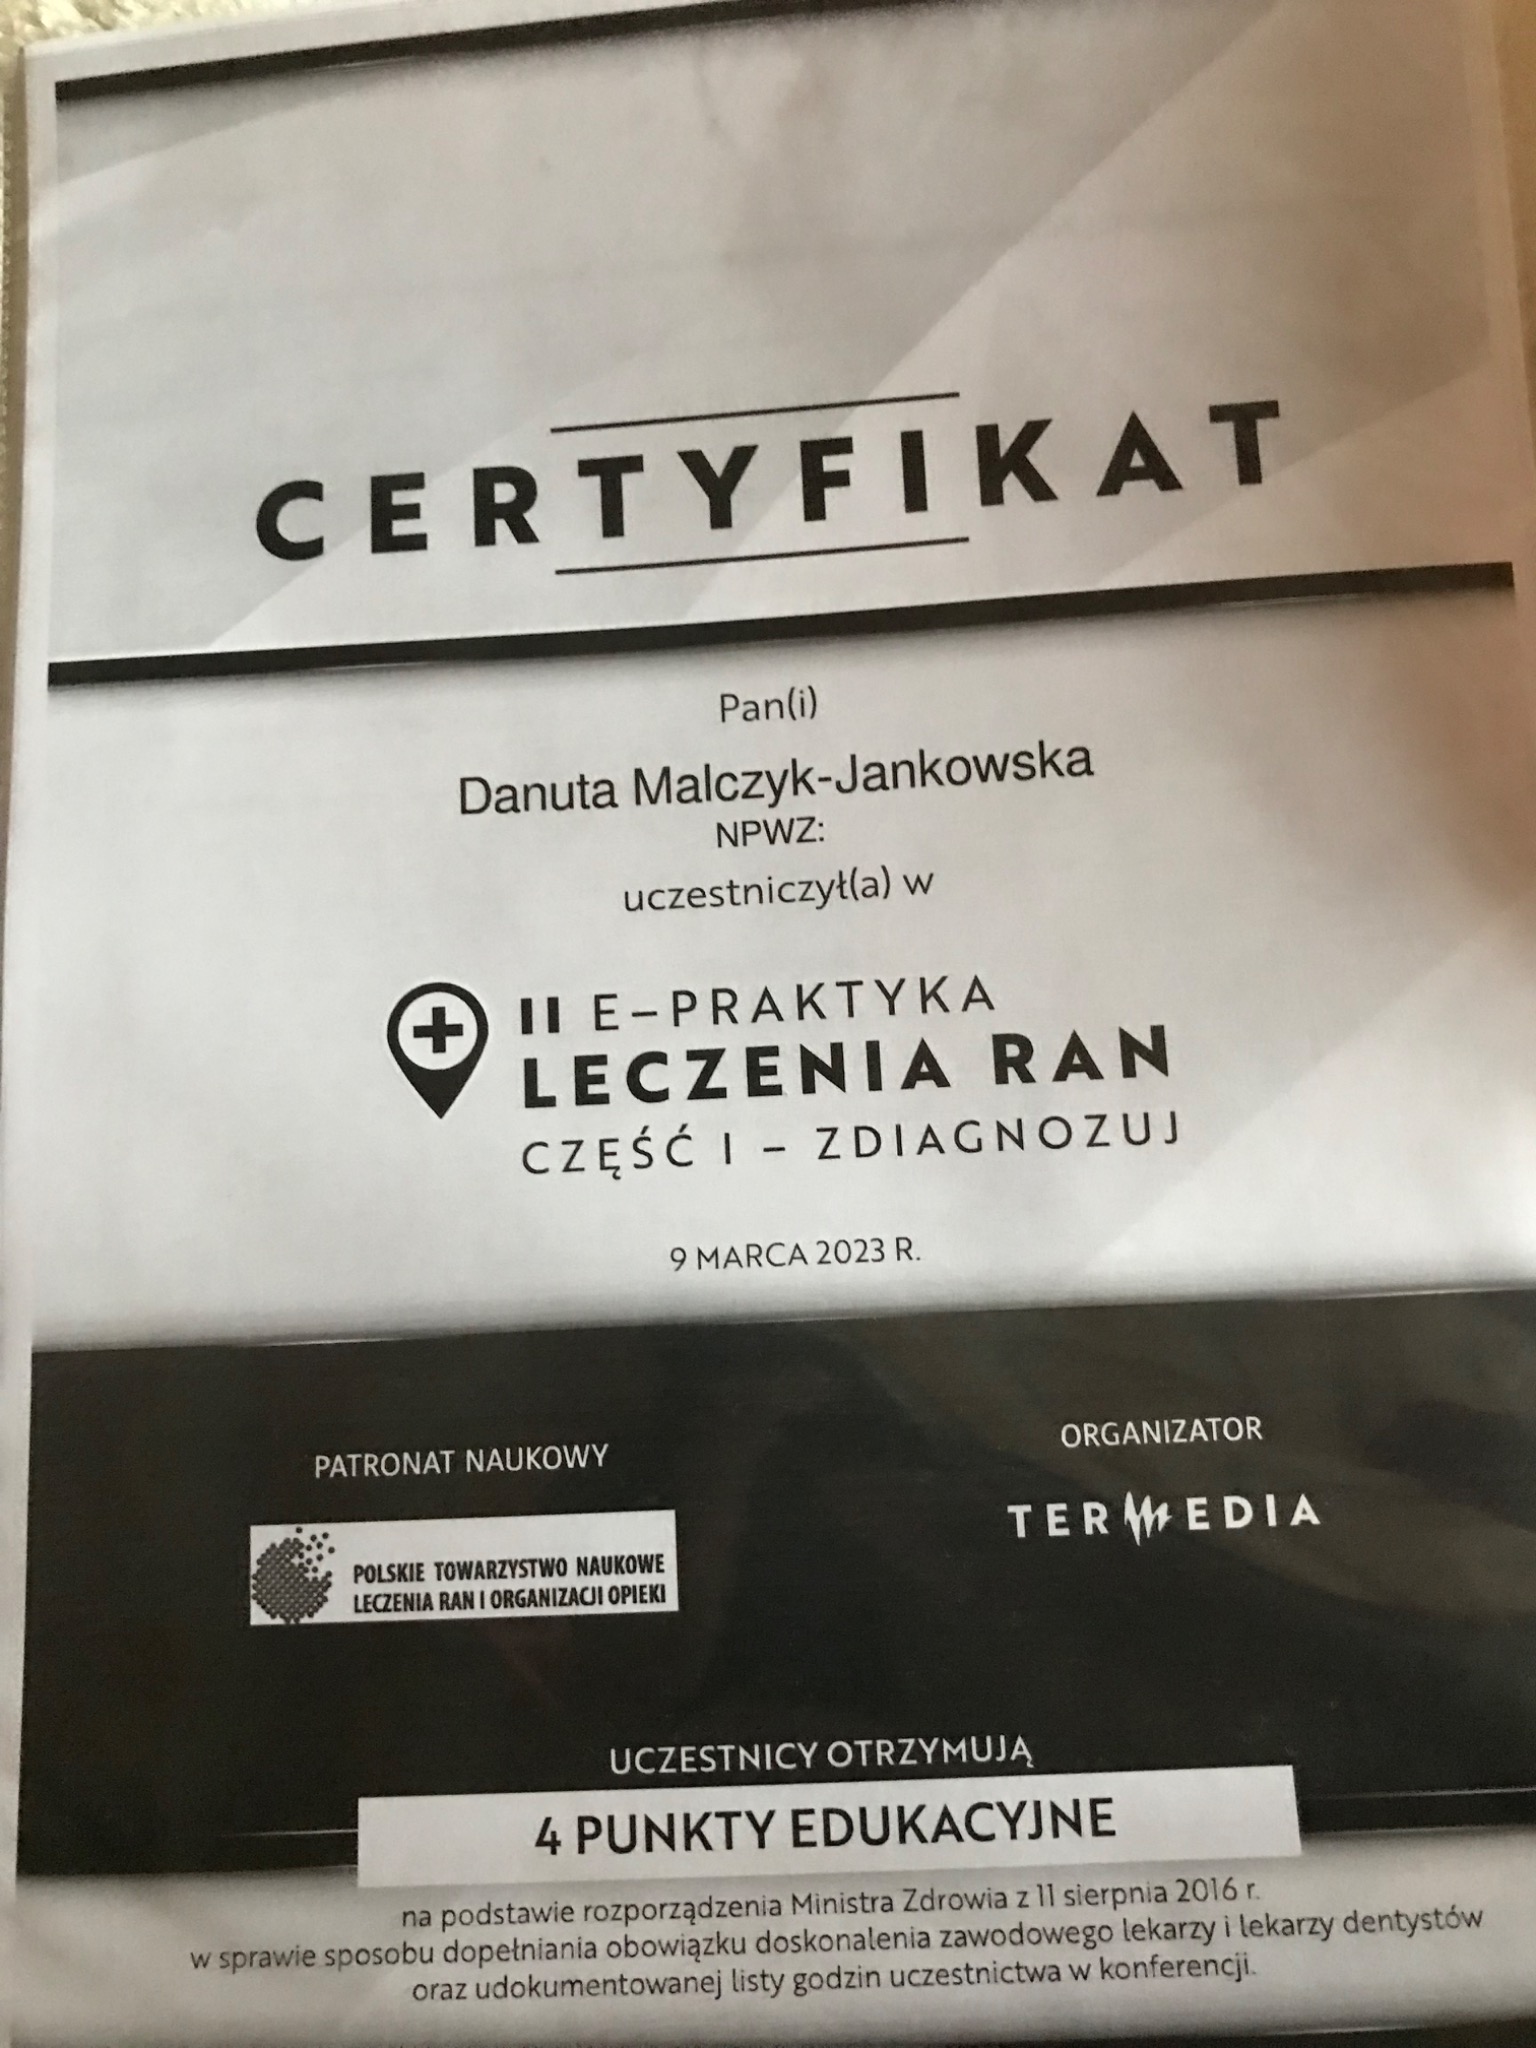 CERTYFIKAT
Pan(i)
Danuta Malczyk-Jankowska
NPWZ:
uczestniczył(a) w
II E-PRAKTYKA
LECZENIA RAN
CZĘŚĆ I - ZDIAGNOZUJ
9 MARCA 2023 R.
PATRONAT NAUKOWY
POLSKIE TOWARZYSTWO NAUKOWE
LECZENIA RAN I ORGANIZACJI OPIEKI
ORGANIZATOR
TERMEDIA
UCZESTNICY OTRZYMUJĄ
4 PUNKTY EDUKACYJNE
na podstawie rozporządzenia Ministra Zdrowia z 11 sierpnia 2016 r.
w sprawie sposobu dopełniania obowiązku doskonalenia zawodowego lekarzy i lekarzy dentystów
oraz udokumentowanej listy godzin uczestnictwa w konferencji.